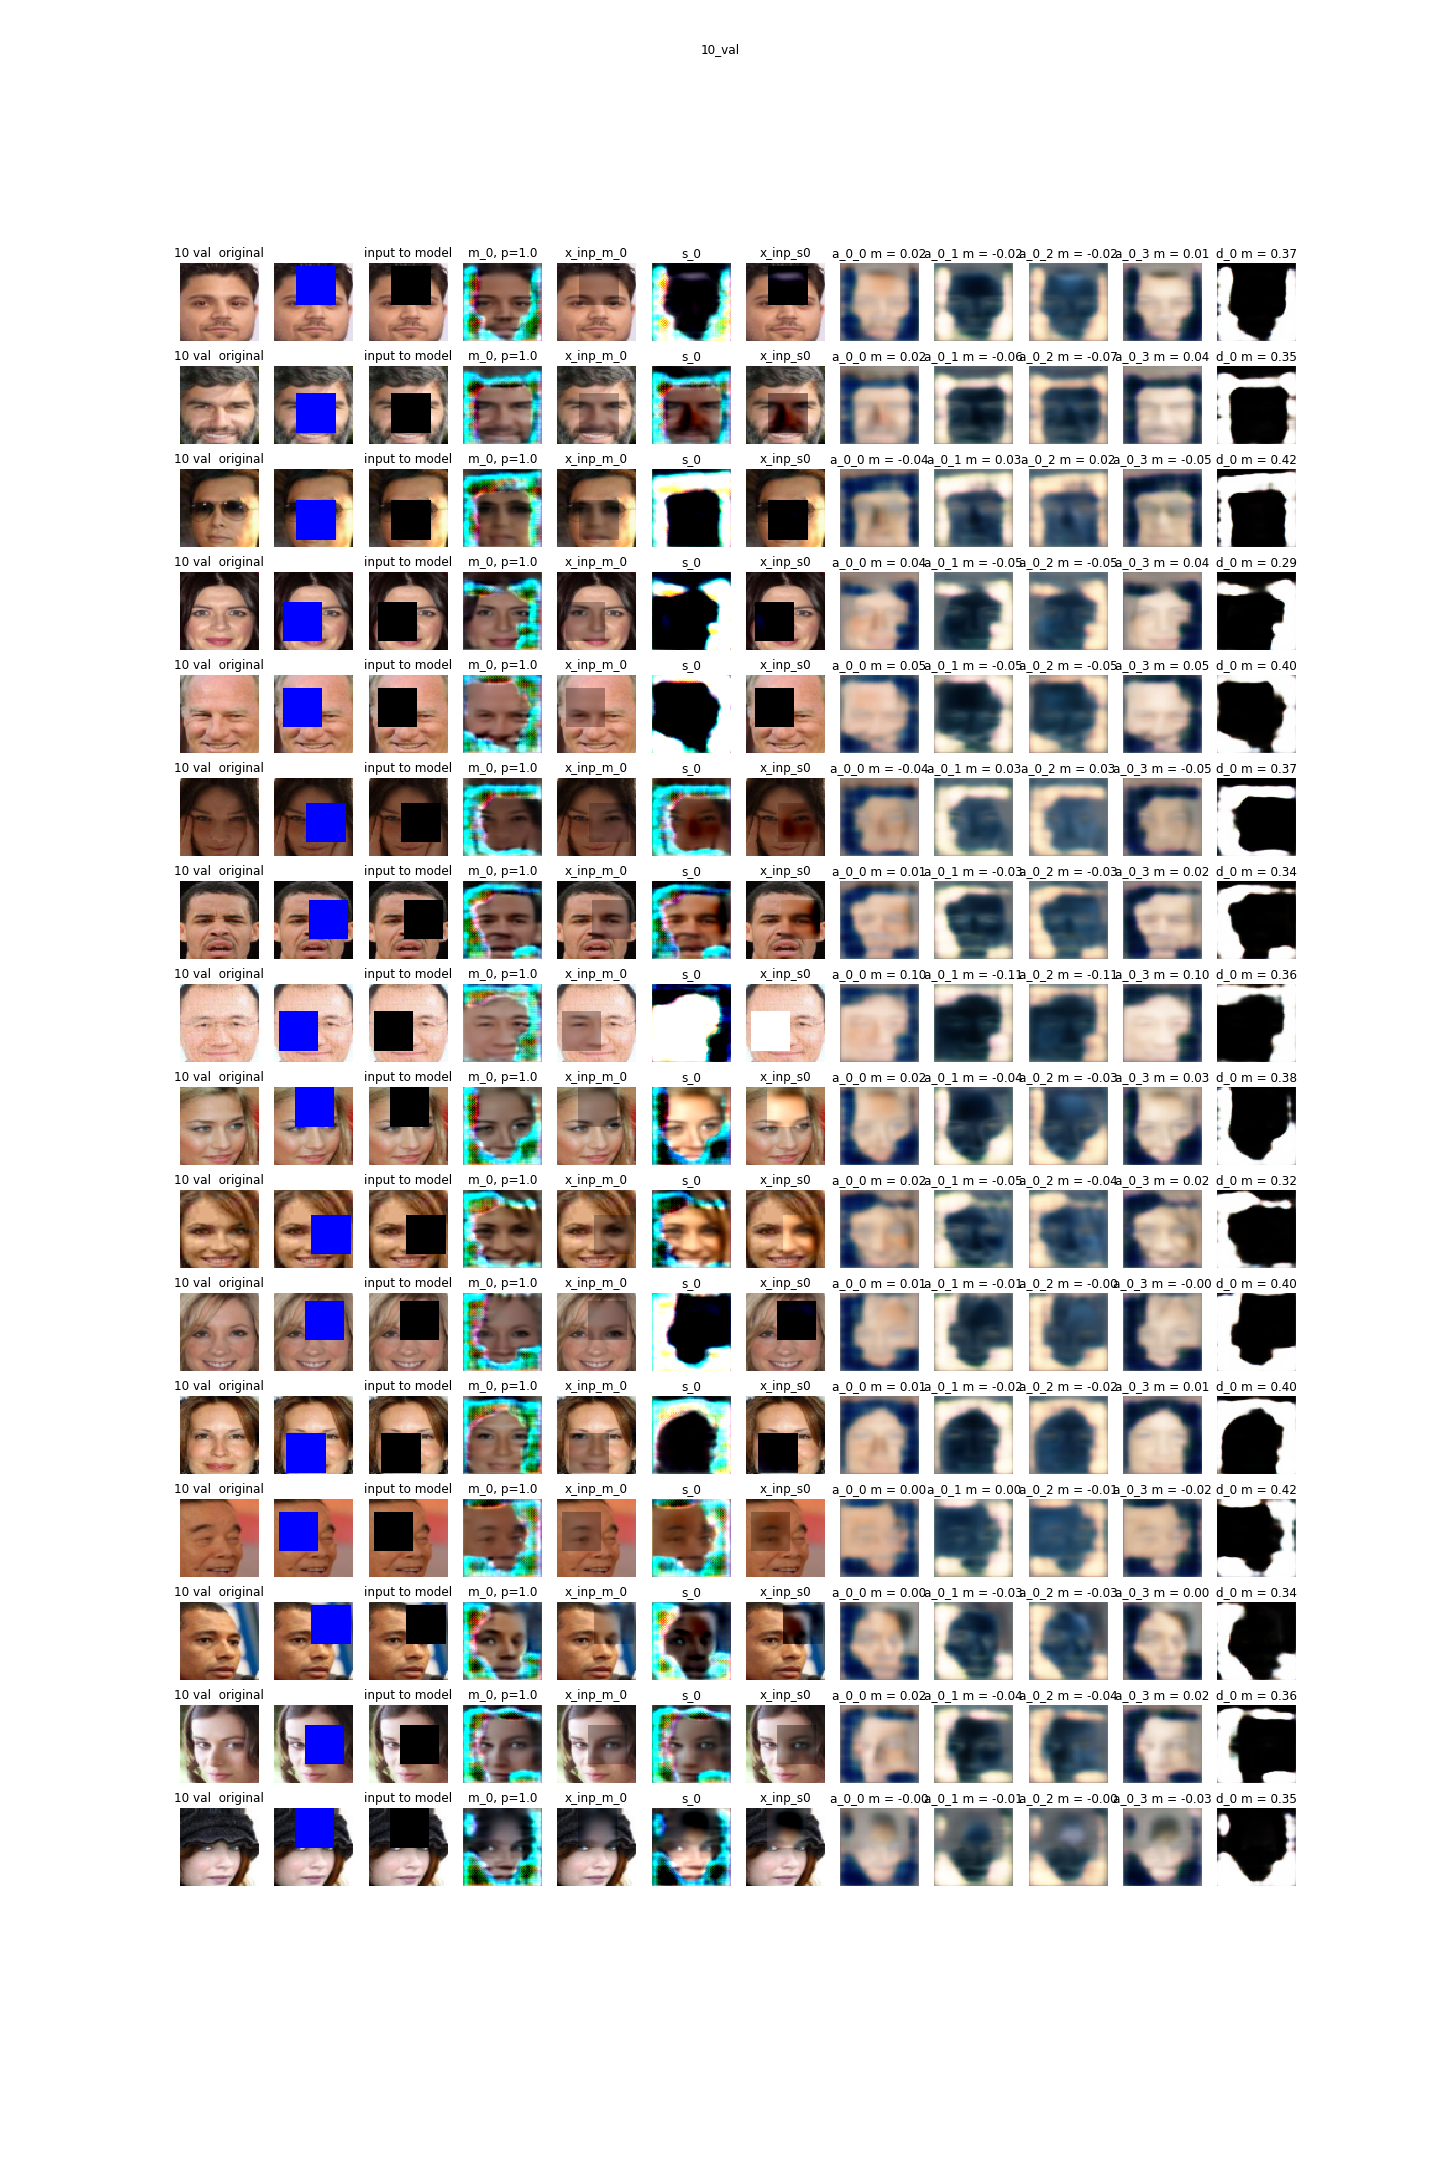 10_val
10 val original input to model m_0, p=1.0 x_inp_m_0 s_0 x_inp_s0 a_0_0 m = 0.02 a_0_1 m = -0.02 a_0_2 m = -0.02 a_0_3 m = 0.01 d_0 m = 0.37
10 val original input to model m_0, p=1.0 x_inp_m_0 s_0 x_inp_s0 a_0_0 m = 0.02 a_0_1 m = -0.06 a_0_2 m = -0.07 a_0_3 m = 0.04 d_0 m = 0.35
10 val original input to model m_0, p=1.0 x_inp_m_0 s_0 x_inp_s0 a_0_0 m = -0.04 a_0_1 m = 0.03 a_0_2 m = 0.02 a_0_3 m = -0.05 d_0 m = 0.42
10 val original input to model m_0, p=1.0 x_inp_m_0 s_0 x_inp_s0 a_0_0 m = 0.04 a_0_1 m = -0.05 a_0_2 m = -0.05 a_0_3 m = 0.04 d_0 m = 0.29
10 val original input to model m_0, p=1.0 x_inp_m_0 s_0 x_inp_s0 a_0_0 m = 0.05 a_0_1 m = -0.05 a_0_2 m = -0.05 a_0_3 m = 0.05 d_0 m = 0.40
10 val original input to model m_0, p=1.0 x_inp_m_0 s_0 x_inp_s0 a_0_0 m = -0.04 a_0_1 m = 0.03 a_0_2 m = 0.03 a_0_3 m = -0.05 d_0 m = 0.37
10 val original input to model m_0, p=1.0 x_inp_m_0 s_0 x_inp_s0 a_0_0 m = 0.01 a_0_1 m = -0.03 a_0_2 m = -0.03 a_0_3 m = 0.02 d_0 m = 0.34
10 val original input to model m_0, p=1.0 x_inp_m_0 s_0 x_inp_s0 a_0_0 m = 0.10 a_0_1 m = -0.11 a_0_2 m = -0.11 a_0_3 m = 0.10 d_0 m = 0.36
10 val original input to model m_0, p=1.0 x_inp_m_0 s_0 x_inp_s0 a_0_0 m = 0.02 a_0_1 m = -0.04 a_0_2 m = -0.03 a_0_3 m = 0.03 d_0 m = 0.38
10 val original input to model m_0, p=1.0 x_inp_m_0 s_0 x_inp_s0 a_0_0 m = 0.02 a_0_1 m = -0.05 a_0_2 m = -0.04 a_0_3 m = 0.02 d_0 m = 0.32
10 val original input to model m_0, p=1.0 x_inp_m_0 s_0 x_inp_s0 a_0_0 m = 0.01 a_0_1 m = -0.01 a_0_2 m = -0.00 a_0_3 m = -0.00 d_0 m = 0.40
10 val original input to model m_0, p=1.0 x_inp_m_0 s_0 x_inp_s0 a_0_0 m = 0.01 a_0_1 m = -0.02 a_0_2 m = -0.02 a_0_3 m = 0.01 d_0 m = 0.40
10 val original input to model m_0, p=1.0 x_inp_m_0 s_0 x_inp_s0 a_0_0 m = 0.00 a_0_1 m = 0.00 a_0_2 m = -0.01 a_0_3 m = -0.02 d_0 m = 0.42
10 val original input to model m_0, p=1.0 x_inp_m_0 s_0 x_inp_s0 a_0_0 m = 0.00 a_0_1 m = -0.03 a_0_2 m = -0.03 a_0_3 m = 0.00 d_0 m = 0.34
10 val original input to model m_0, p=1.0 x_inp_m_0 s_0 x_inp_s0 a_0_0 m = 0.02 a_0_1 m = -0.04 a_0_2 m = -0.04 a_0_3 m = 0.02 d_0 m = 0.36
10 val original input to model m_0, p=1.0 x_inp_m_0 s_0 x_inp_s0 a_0_0 m = -0.00 a_0_1 m = -0.01 a_0_2 m = -0.00 a_0_3 m = -0.03 d_0 m = 0.35